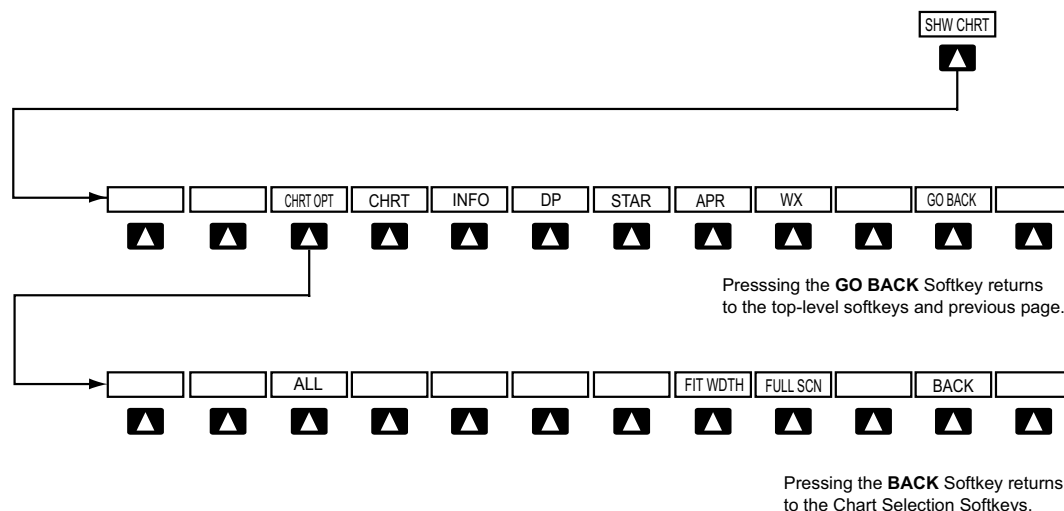 SHW CHRT
CHRT OPT CHRT INFO DP STAR APR WX GO BACK
Presssing the GO BACK Softkey returns
to the top-level softkeys and previous page.
ALL FIT WDTH FULL SCN BACK
Pressing the BACK Softkey returns
to the Chart Selection Softkeys.